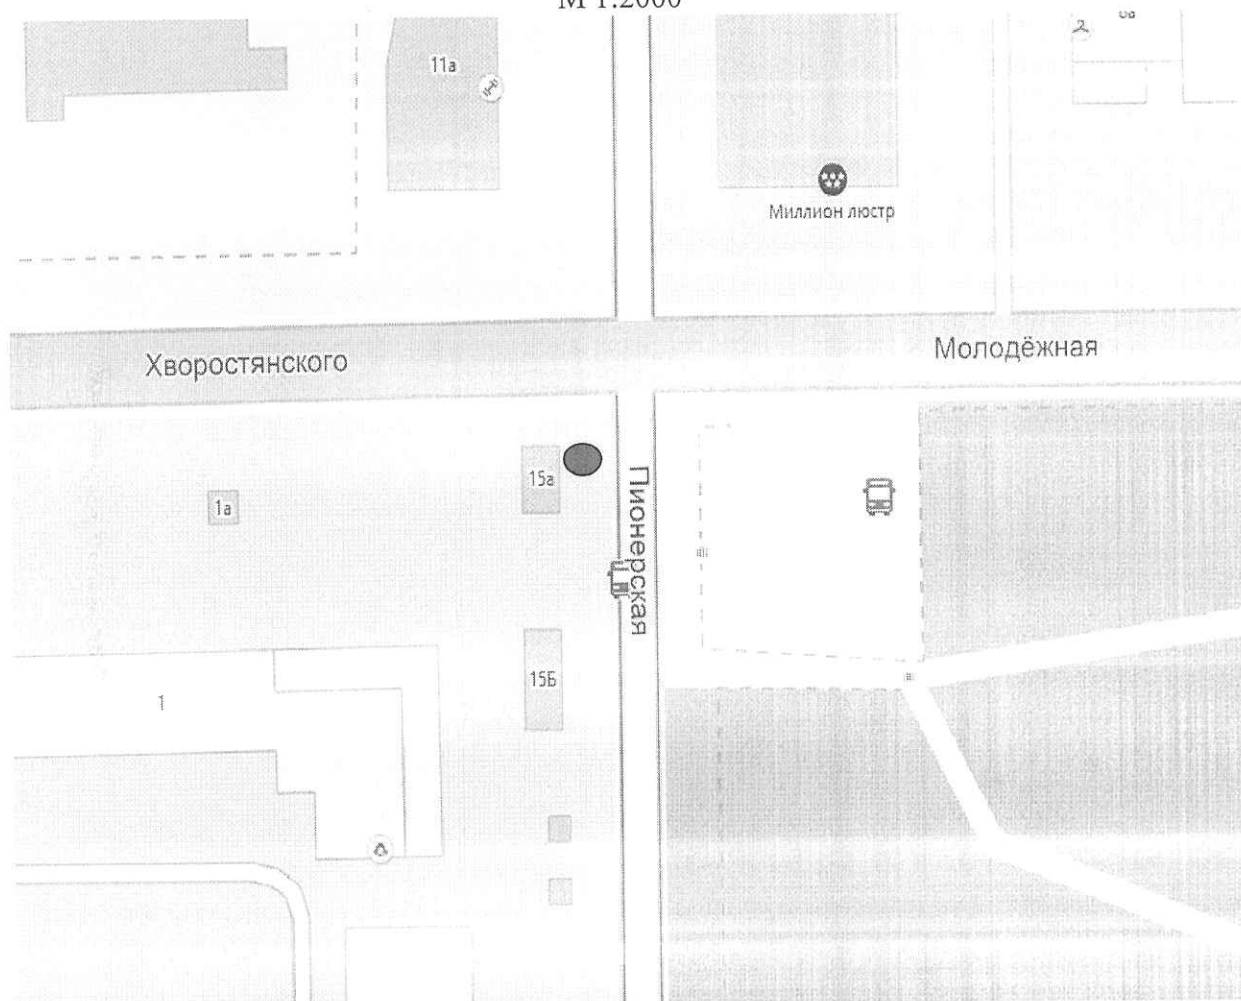 М 1:2000
11а
Миллион люстр
Хворостянского
Молодёжная
15а
1а
Пионерская
15Б
1